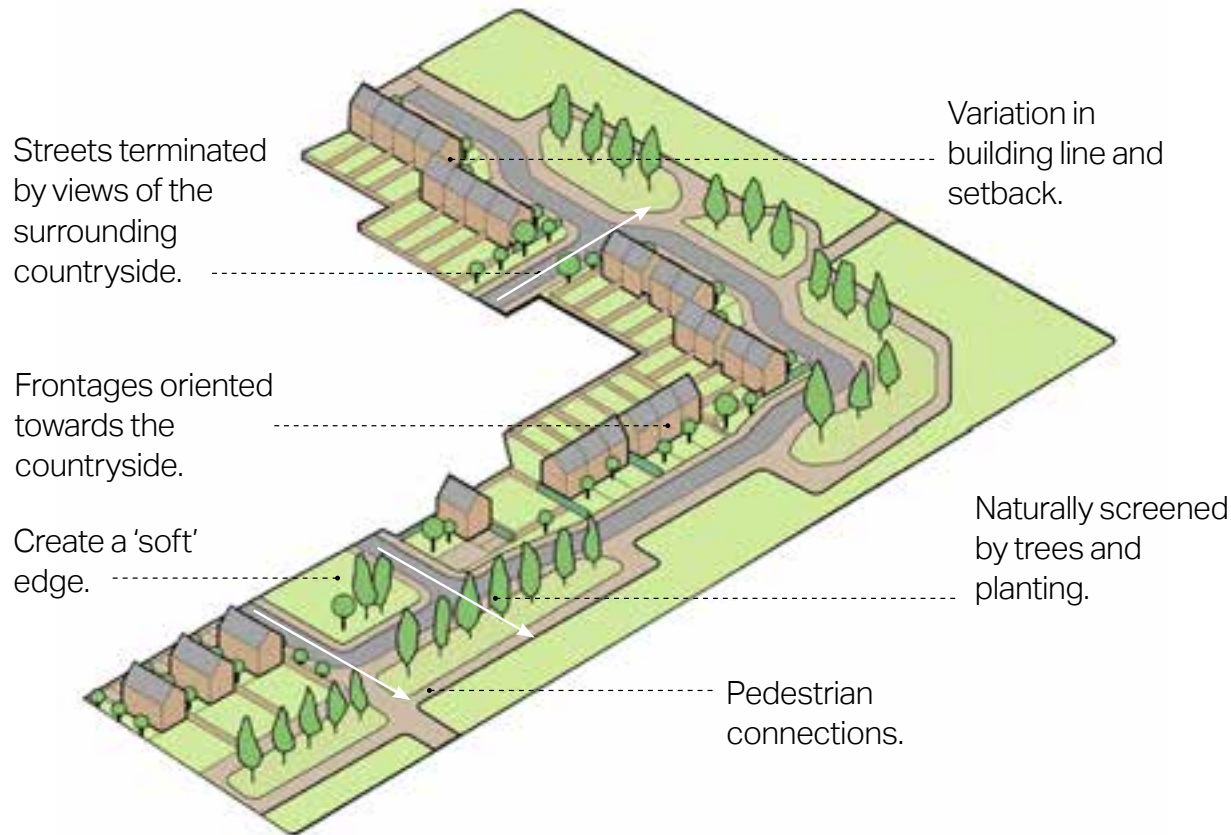 Streets terminated
by views of the
surrounding
countryside.
Variation in
building line and
setback.
Frontages oriented
towards the
countryside.
Create a ‘soft’
edge.
Naturally screened
by trees and
planting.
Pedestrian
connections.